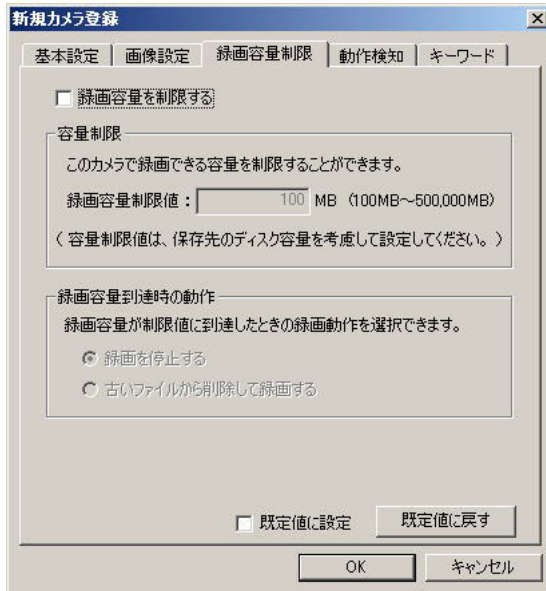 新規カメラ登録
基本設定 画像設定 録画容量制限 動作検知 キーワード
録画容量を制限する
容量制限
このカメラで録画できる容量を制限することができます。
録画容量制限値： 100 MB （100MB～500,000MB）
（ 容量制限値は、保存先のディスク容量を考慮して設定してください。 ）
録画容量到達時の動作
録画容量が制限値に到達したときの録画動作を選択できます。
録画を停止する
古いファイルから削除して録画する
既定値に設定 既定値に戻す
OK キャンセル